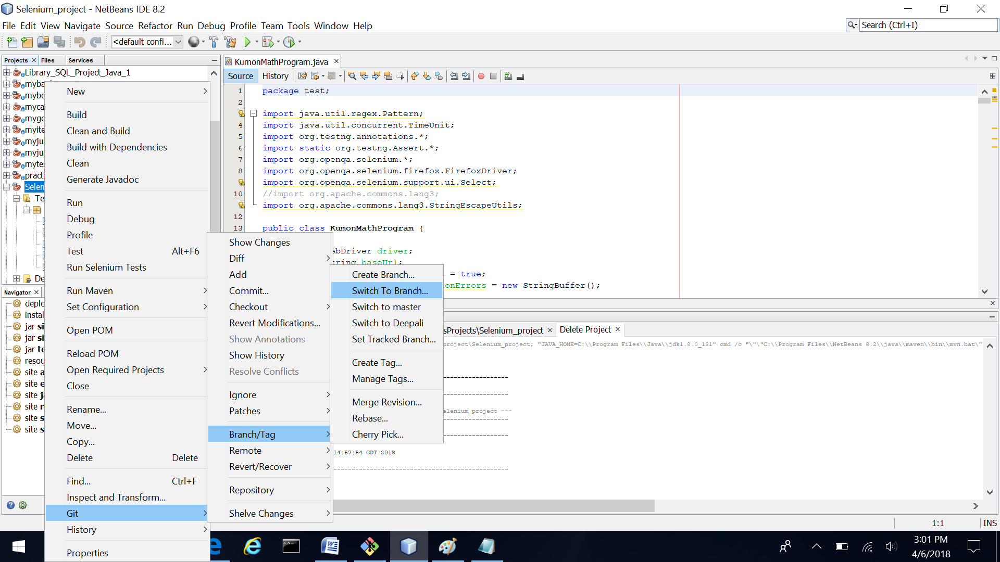 Selenium_project - NetBeans IDE 8.2
File Edit View Navigate Source Refactor Run Debug Profile Team Tools Window Help
Search (Ctrl+I)
<default confi...
Projects
Files
Services
Library_SQL_Project_Java_1
myba
mybo
myca
mygo
myite
myju
myju
myte
practi
Selen
Te
De
Navigator
deplo
instal
jar si
jar si
jar te
resou
site a
site e
site j
site r
site s
site s
New
Build
Clean and Build
Build with Dependencies
Clean
Generate Javadoc
Run
Debug
Profile
Test Alt+F6
Run Selenium Tests
Run Maven
Set Configuration
Open POM
Reload POM
Open Required Projects
Close
Rename...
Move...
Copy...
Delete Delete
Find... Ctrl+F
Inspect and Transform...
Git
History
Properties
Show Changes
Diff
Add
Commit...
Checkout
Revert Modifications...
Show Annotations
Show History
Resolve Conflicts
Ignore
Patches
Branch/Tag
Remote
Revert/Recover
Repository
Shelve Changes
Create Branch...
Switch To Branch...
Switch to master
Switch to Deepali
Set Tracked Branch...
Create Tag...
Manage Tags...
Merge Revision...
Rebase...
Cherry Pick...
KumonMathProgram.java
Source History
1 package test;
2
import java.util.regex.Pattern;
4 import java.util.concurrent.TimeUnit;
5 import org.testng.annotations.*;
6 import static org.testng.Assert.*;
7 import org.openqa.selenium.*;
8 import org.openqa.selenium.firefox.FirefoxDriver;
import org.openqa.selenium.support.ui.Select;
10 //import org.apache.commons.lang3;
import org.apache.commons.lang3.StringEscapeUtils;
12
13 public class KumonMathProgram {
ebDriver driver;
tring baseUrl;
= true;
onErrors = new StringBuffer();
sProjects\Selenium_project
Delete Project
project\Selenium_project; "JAVA_HOME=C:\\Program Files\\Java\\jdk1.8.0_131" cmd /c "\"\"C:\\Program Files\\NetBeans 8.2\\java\\maven\\bin\\mvn.bat\"
elenium_project ---
14:57:54 CDT 2018
1:1 INS
3:01 PM
4/6/2018